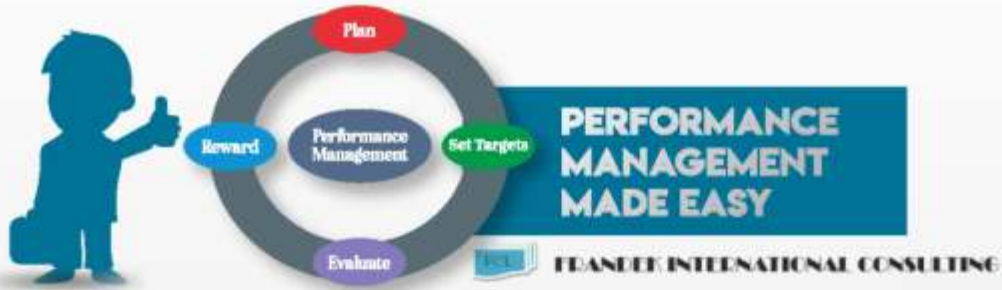 Plan
Reward
Performance
Management
Set Targets
Evaluate
PERFORMANCE
MANAGEMENT
MADE EASY
FRANDEK INTERNATIONAL CONSULTING